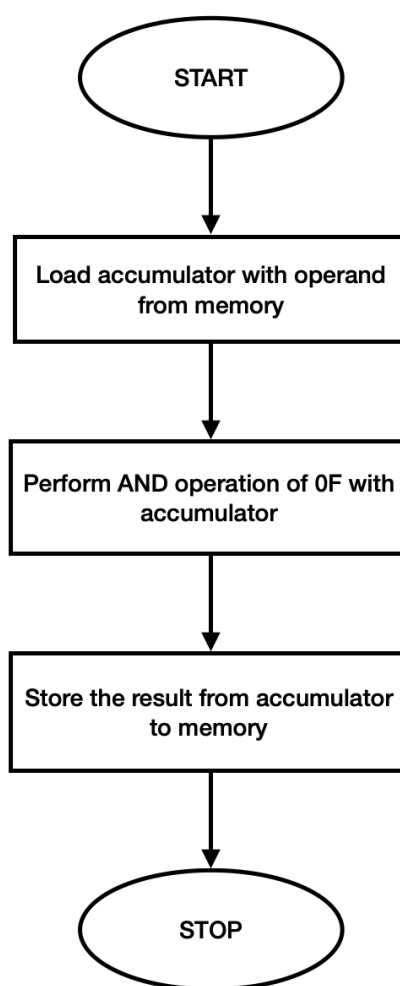 START
Load accumulator with operand
from memory
Perform AND operation of 0F with
accumulator
Store the result from accumulator
to memory
STOP